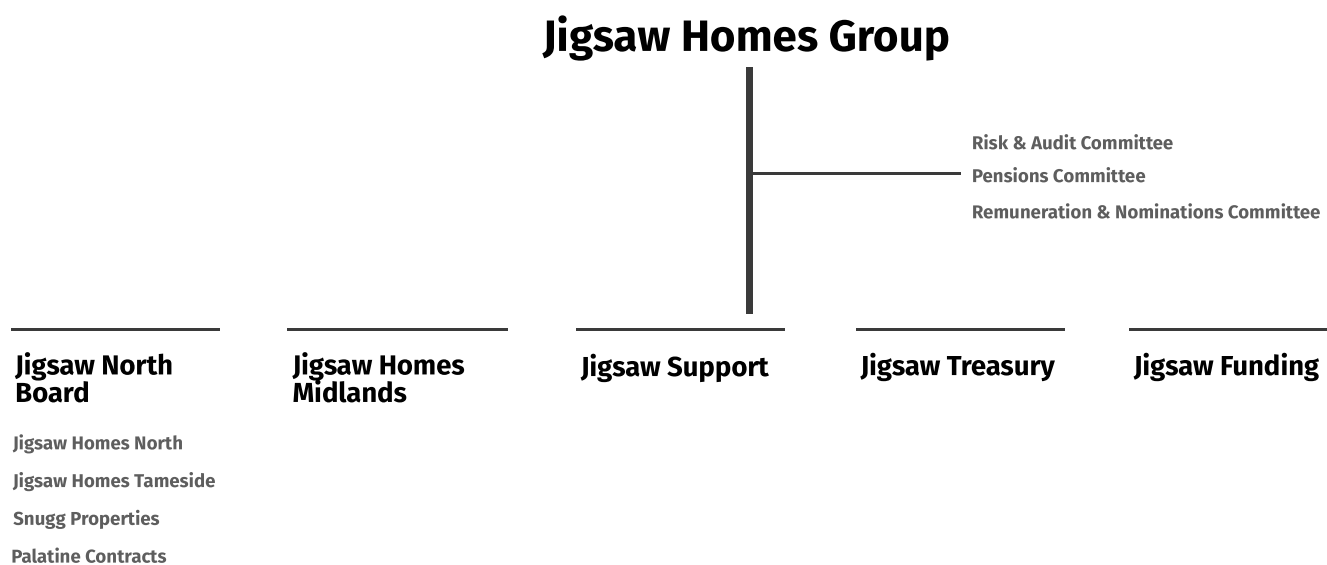 Jigsaw Homes Group
Risk & Audit Committee
Pensions Committee
Remuneration & Nominations Committee
Jigsaw North
Board
Jigsaw Homes
Midlands
Jigsaw Support
Jigsaw Treasury
Jigsaw Funding
Jigsaw Homes North
Jigsaw Homes Tameside
Snugg Properties
Palatine Contracts